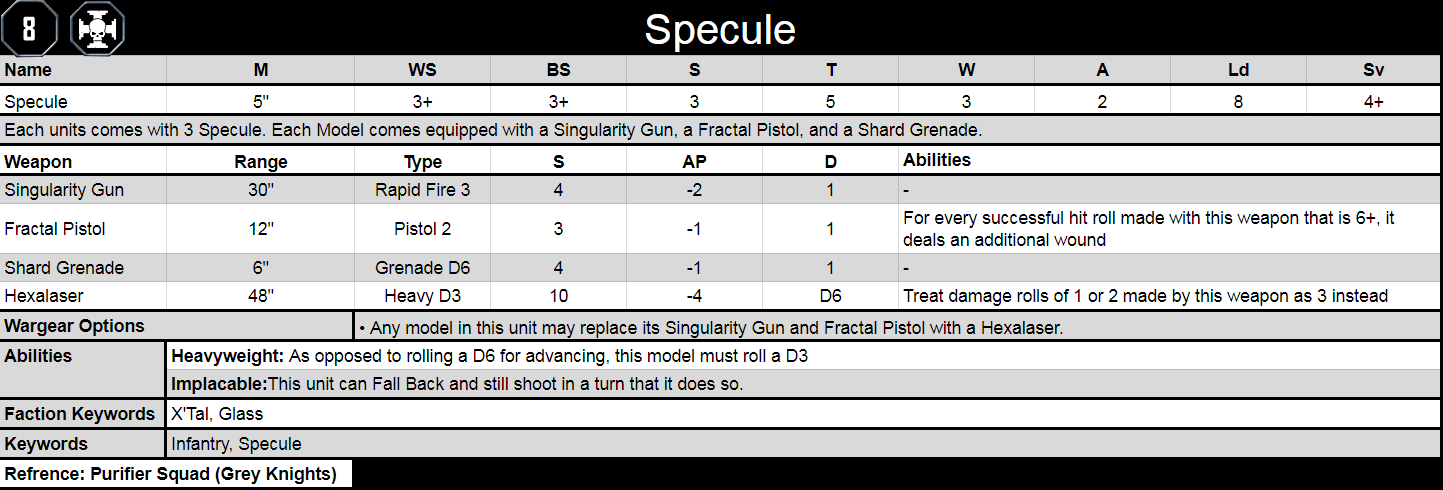 8
Specule
Name M WS BS S T W A Ld Sv
Specule 5" 3+ 3+ 3 5 3 2 8 4+
Each units comes with 3 Specule. Each Model comes equipped with a Singularity Gun, a Fractal Pistol, and a Shard Grenade.
Weapon Range Type S AP D Abilities
Singularity Gun 30" Rapid Fire 3 4 -2 1 -
Fractal Pistol 12" Pistol 2 3 -1 1 For every successful hit roll made with this weapon that is 6+, it
deals an additional wound
Shard Grenade 6" Grenade D6 4 -1 1 -
Hexalaser 48" Heavy D3 10 -4 D6 Treat damage rolls of 1 or 2 made by this weapon as 3 instead
Wargear Options • Any model in this unit may replace its Singularity Gun and Fractal Pistol with a Hexalaser.
Abilities Heavyweight: As opposed to rolling a D6 for advancing, this model must roll a D3
Implacable:This unit can Fall Back and still shoot in a turn that it does so.
Faction Keywords X'Tal, Glass
Keywords Infantry, Specule
Refrence: Purifier Squad (Grey Knights)